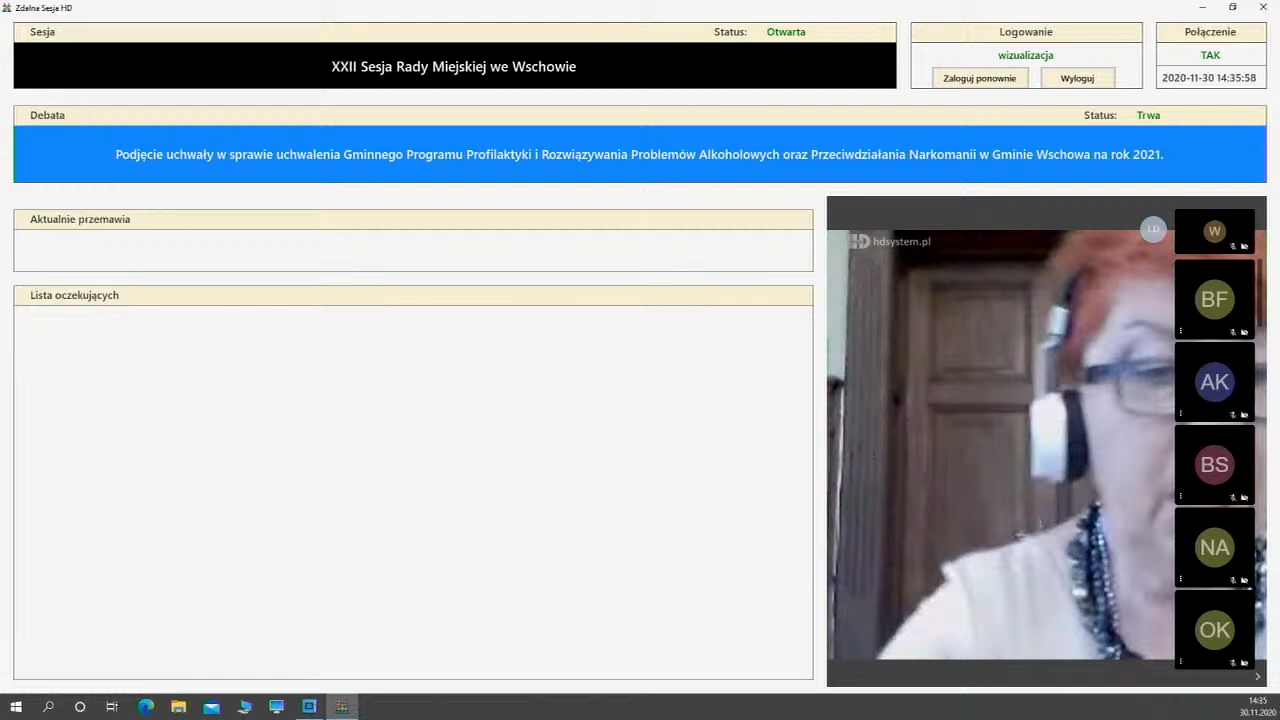 Zdalna Sesja HD
Sesja
Status: Otwarta
XXII Sesja Rady Miejskiej we Wschowie
Logowanie
wizualizacja
Zaloguj ponownie
Wyloguj
Połączenie
TAK
2020-11-30 14:35:58
Debata
Status: Trwa
Podjęcie uchwały w sprawie uchwalenia Gminnego Programu Profilaktyki i Rozwiązywania Problemów Alkoholowych oraz Przeciwdziałania Narkomanii w Gminie Wschowa na rok 2021.
Aktualnie przemawia
Lista oczekujących
HD hdsystem.pl
LD
W
BF
AK
BS
NA
OK
14:35
30.11.2020